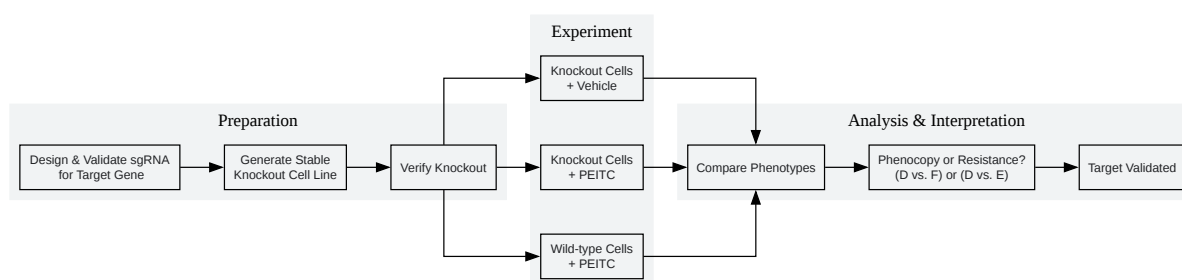 Experiment
Knockout Cells
+ Vehicle
Preparation
Analysis & Interpretation
Design & Validate sgRNA
for Target Gene
Generate Stable
Knockout Cell Line
Verify Knockout
Knockout Cells
+ PEITC
Compare Phenotypes
Phenocopy or Resistance?
(D vs. F) or (D vs. E)
Target Validated
Wild-type Cells
+ PEITC